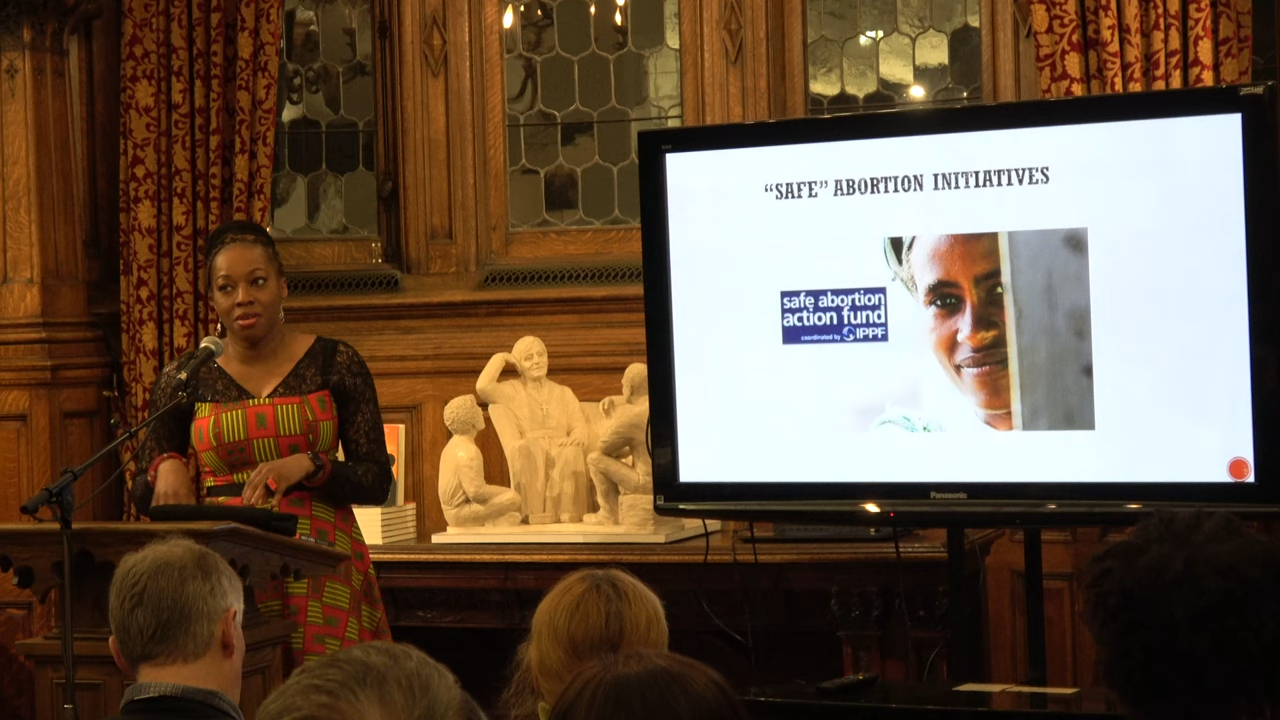 “SAFE” ABORTION INITIATIVES
safe abortion
action fund
coordinated by IPPF
Panasonic